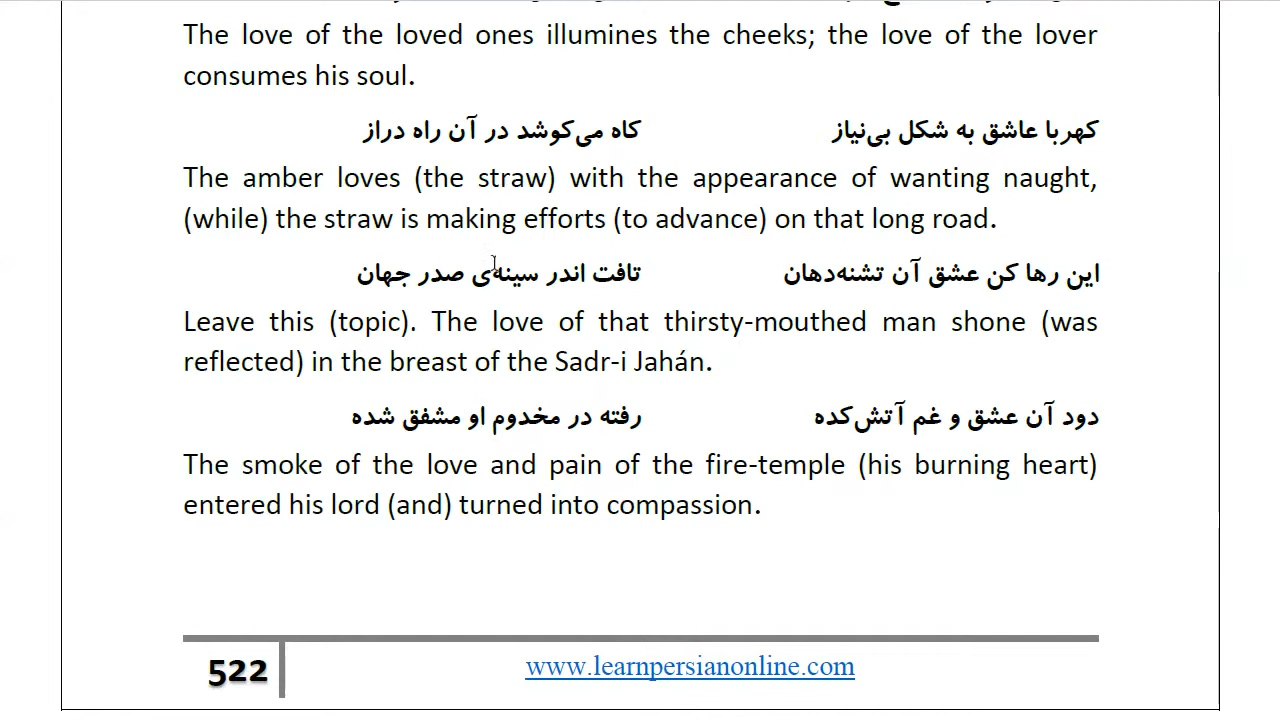 The love of the loved ones illumines the cheeks; the love of the lover
consumes his soul.
کهربا عاشق به شکل بی‌نیاز کاه می‌کوشد در آن راه دراز
The amber loves (the straw) with the appearance of wanting naught,
(while) the straw is making efforts (to advance) on that long road.
این رها کن عشق آن تشنه‌دهان تافت اندر سینه‌ی صدر جهان
Leave this (topic). The love of that thirsty-mouthed man shone (was
reflected) in the breast of the Sadr-i Jahán.
دود آن عشق و غم آتش‌کده رفته در مخدوم او مشفق شده
The smoke of the love and pain of the fire-temple (his burning heart)
entered his lord (and) turned into compassion.
522 www.learnpersianonline.com